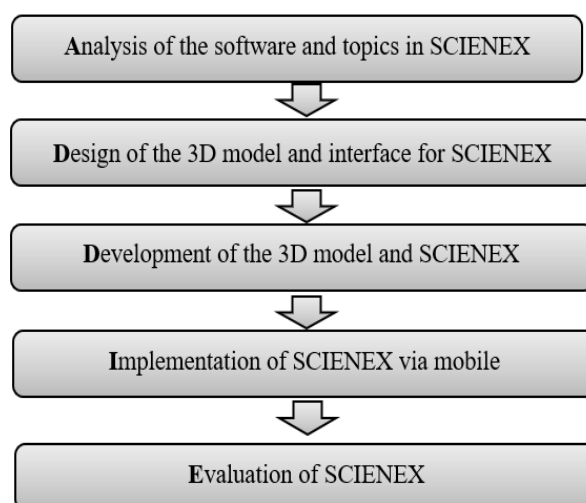 Analysis of the software and topics in SCIENEX
Design of the 3D model and interface for SCIENEX
Development of the 3D model and SCIENEX
Implementation of SCIENEX via mobile
Evaluation of SCIENEX